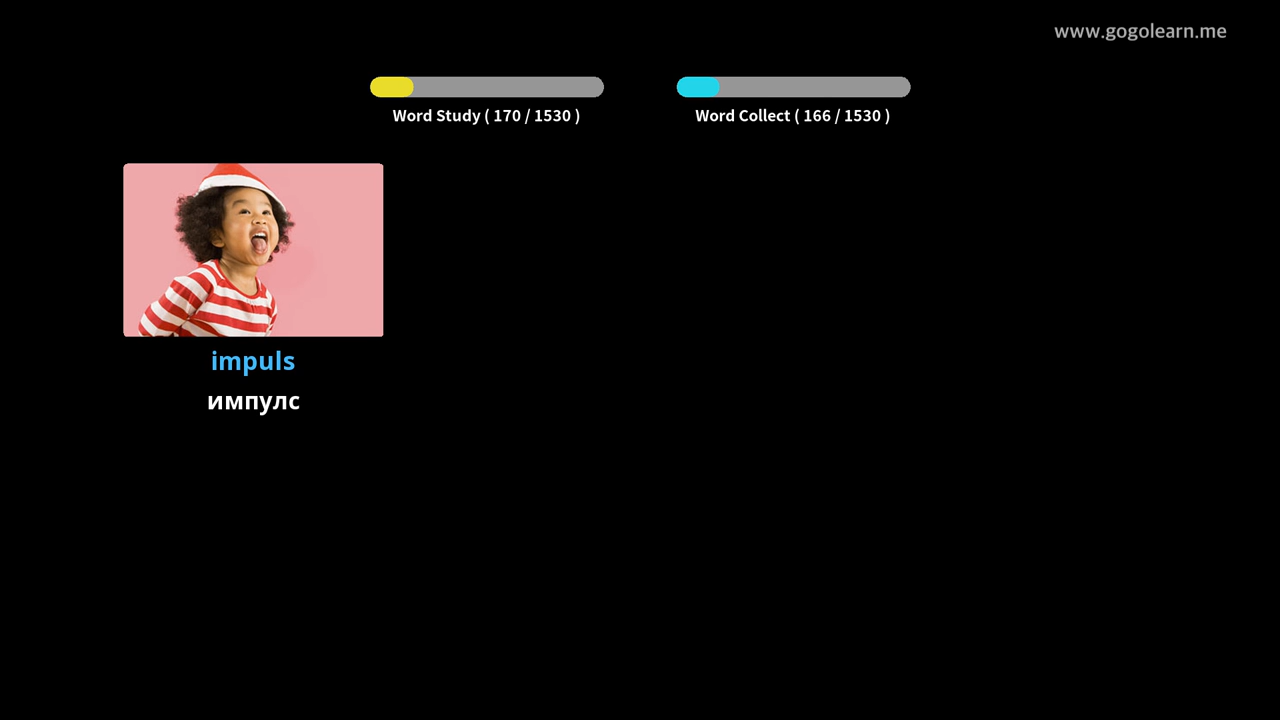 www.gogolearn.me
Word Study ( 170 / 1530 )
Word Collect ( 166 / 1530 )
impuls
импулс